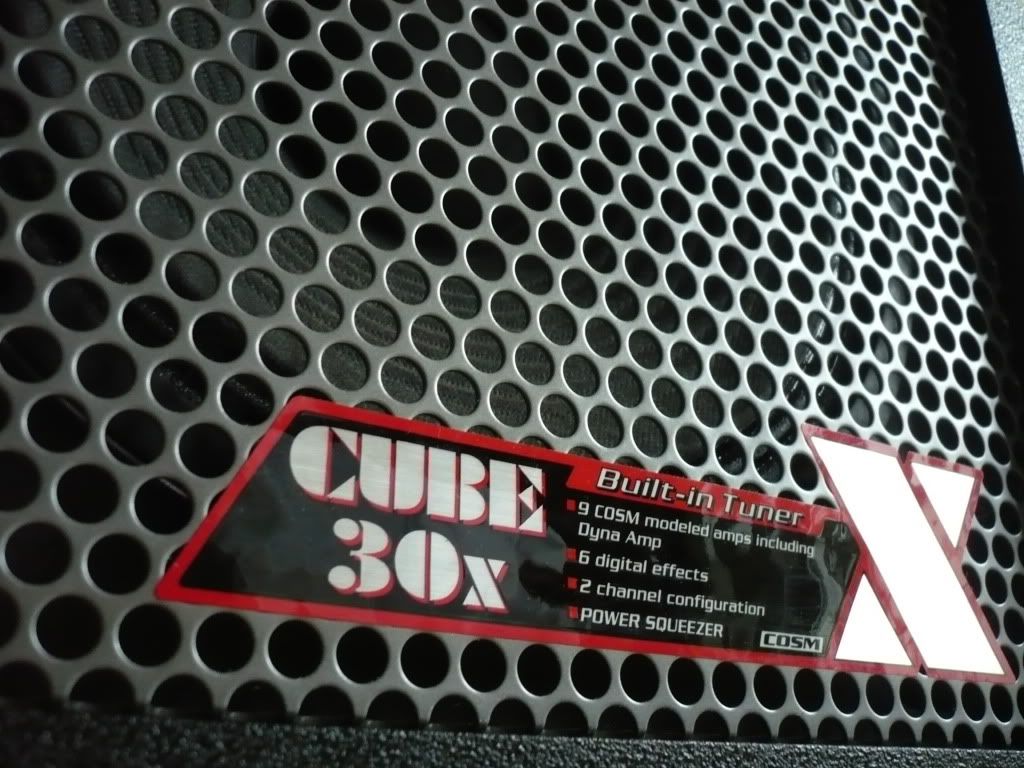 CUBE
30x
Built-in Tuner
9 COSM modeled amps including
Dyna Amp
6 digital effects
2 channel configuration
POWER SQUEEZER
COSM
X